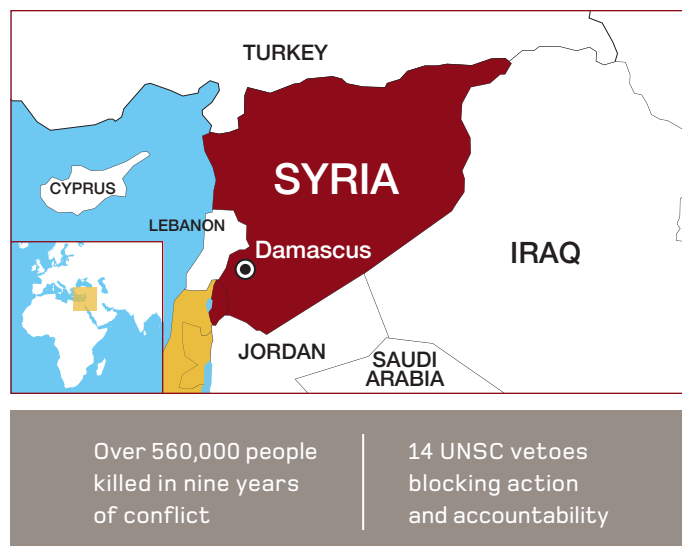 TURKEY
SYRIA
CYPRUS
LEBANON
Damascus
IRAQ
JORDAN
SAUDI
ARABIA
Over 560,000 people
killed in nine years
of conflict
14 UNSC vetoes
blocking action
and accountability